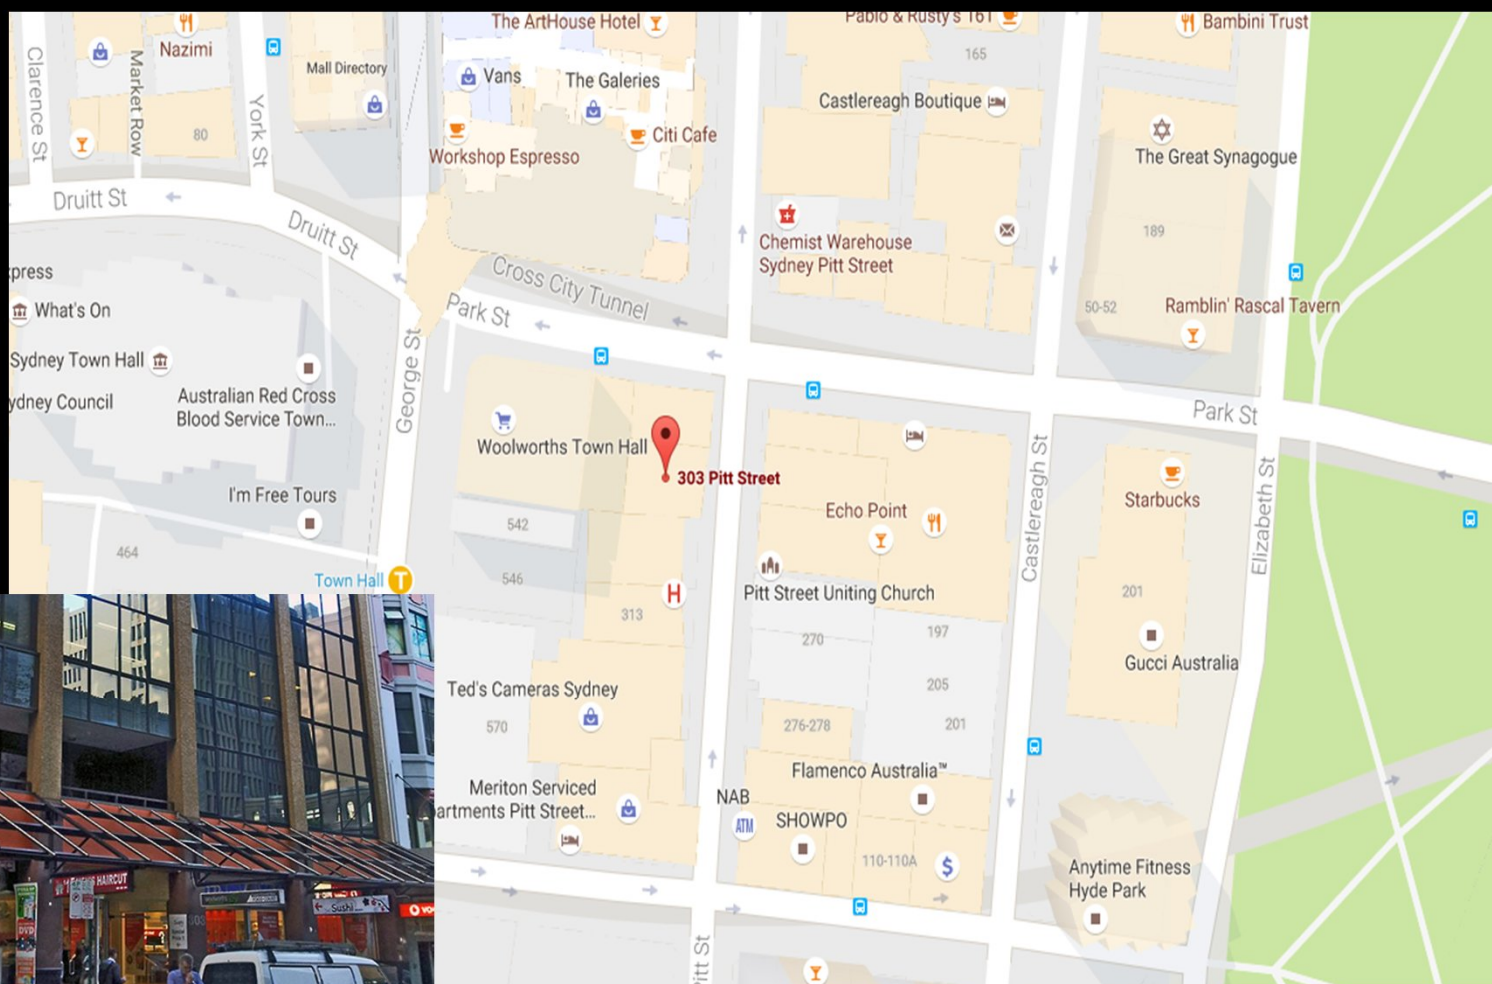 The ArtHouse Hotel
Pablo & Rusty's 161
Bambini Trust
Nazimi
165
Clarence St
Market Row
York St
Mall Directory
Vans
The Galeries
Castlereagh Boutique
80
Citi Cafe
Workshop Espresso
The Great Synagogue
Druitt St
Druitt St
189
Chemist Warehouse
Sydney Pitt Street
Cross City Tunnel
xpress
What's On
Park St
50-52
Ramblin' Rascal Tavern
Sydney Town Hall
George St
Australian Red Cross
Blood Service Town...
ydney Council
Park St
Woolworths Town Hall
303 Pitt Street
Castlereagh St
Elizabeth St
Starbucks
I'm Free Tours
Echo Point
542
464
Town Hall
T
546
H
Pitt Street Uniting Church
201
313
270
197
Gucci Australia
Ted's Cameras Sydney
205
570
276-278
201
Flamenco Australia™
Meriton Serviced
partments Pitt Street...
NAB
ATM
SHOWPO
110-110A
$
Anytime Fitness
Hyde Park
Pitt St
HAIRCUT
Sushi
303
DVD
VO